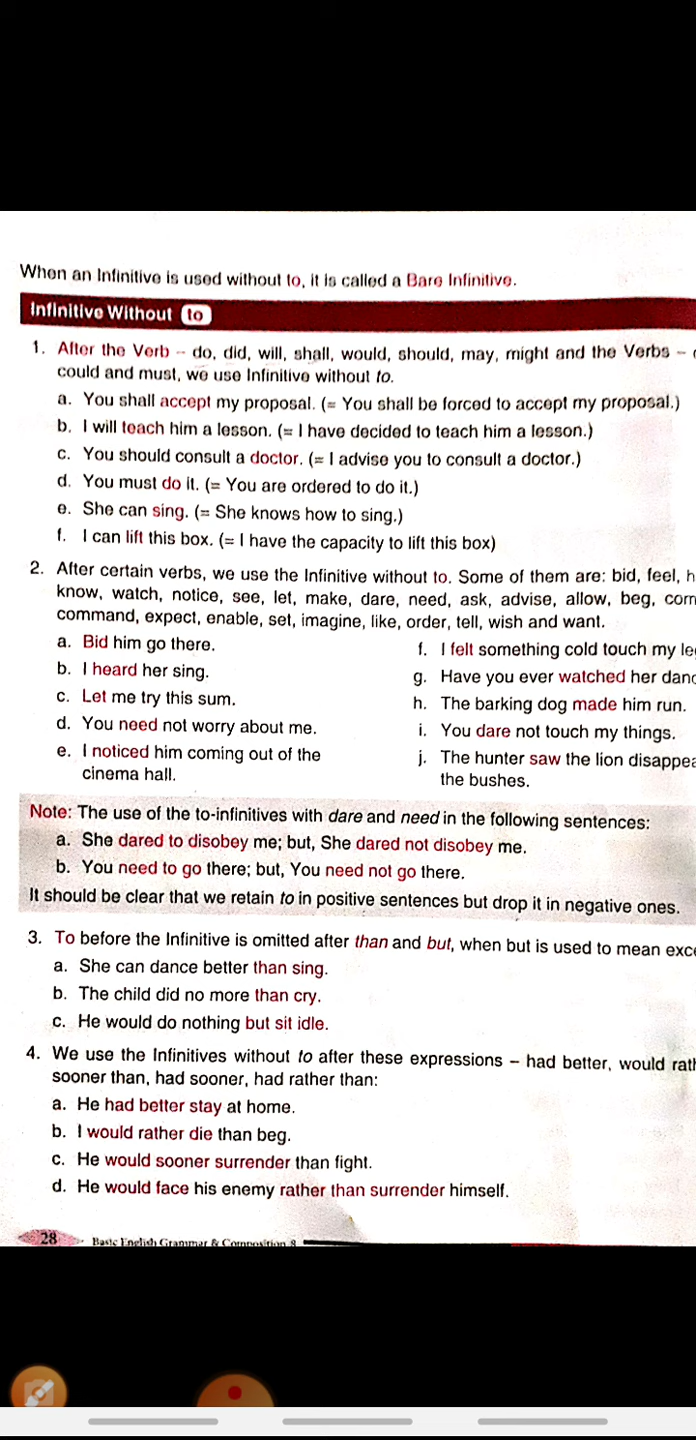 When an Infinitive is used without to, it is called a Bare Infinitive.
Infinitive Without to
1. After the Verb – do, did, will, shall, would, should, may, might and the Verbs –
could and must, we use Infinitive without to.
a. You shall accept my proposal. (= You shall be forced to accept my proposal.)
b. I will teach him a lesson. (= I have decided to teach him a lesson.)
c. You should consult a doctor. (= I advise you to consult a doctor.)
d. You must do it. (= You are ordered to do it.)
e. She can sing. (= She knows how to sing.)
f. I can lift this box. (= I have the capacity to lift this box)
2. After certain verbs, we use the Infinitive without to. Some of them are: bid, feel, h
know, watch, notice, see, let, make, dare, need, ask, advise, allow, beg, com
command, expect, enable, set, imagine, like, order, tell, wish and want.
a. Bid him go there.
b. I heard her sing.
c. Let me try this sum.
d. You need not worry about me.
e. I noticed him coming out of the
cinema hall.
f. I felt something cold touch my le
g. Have you ever watched her danc
h. The barking dog made him run.
i. You dare not touch my things.
j. The hunter saw the lion disappea
the bushes.
Note: The use of the to-infinitives with dare and need in the following sentences:
a. She dared to disobey me; but, She dared not disobey me.
b. You need to go there; but, You need not go there.
It should be clear that we retain to in positive sentences but drop it in negative ones.
3. To before the Infinitive is omitted after than and but, when but is used to mean exce
a. She can dance better than sing.
b. The child did no more than cry.
c. He would do nothing but sit idle.
4. We use the Infinitives without to after these expressions – had better, would rath
sooner than, had sooner, had rather than:
a. He had better stay at home.
b. I would rather die than beg.
c. He would sooner surrender than fight.
d. He would face his enemy rather than surrender himself.
28 Basic English Grammar & Composition 8